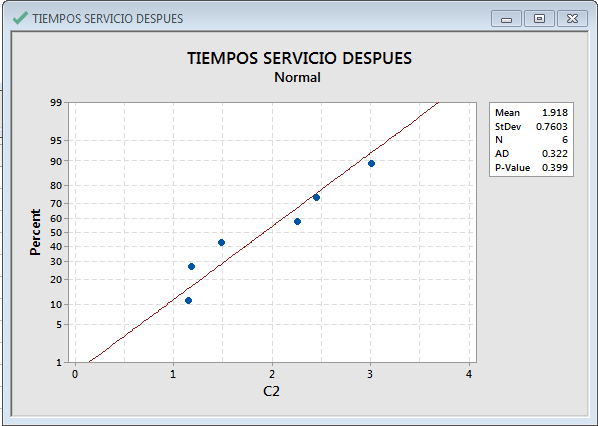 TIEMPOS SERVICIO DESPUES
TIEMPOS SERVICIO DESPUES
Normal
Mean 1.918
StDev 0.7603
N 6
AD 0.322
P-Value 0.399
Percent
99
95
90
80
70
60
50
40
30
20
10
5
1
0 1 2 3 4
C2